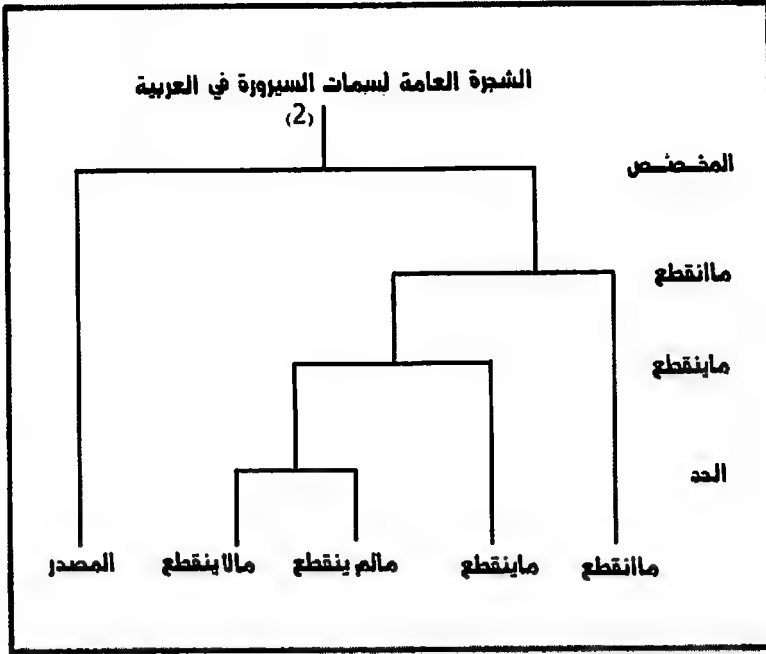 الشجرة العامة لسمات السيرورة في العربية
(2)
المخصص
ماانقطع
ماينقطع
الحد
ماانقطع ماينقطع مالم ينقطع مالاينقطع المصدر